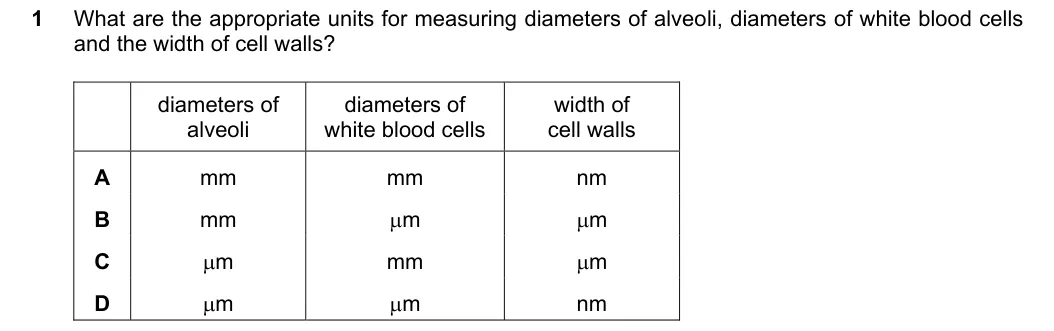 1 What are the appropriate units for measuring diameters of alveoli, diameters of white blood cells
and the width of cell walls?
diameters of alveoli diameters of white blood cells width of cell walls
A mm mm nm
B mm μm μm
C μm mm μm
D μm μm nm